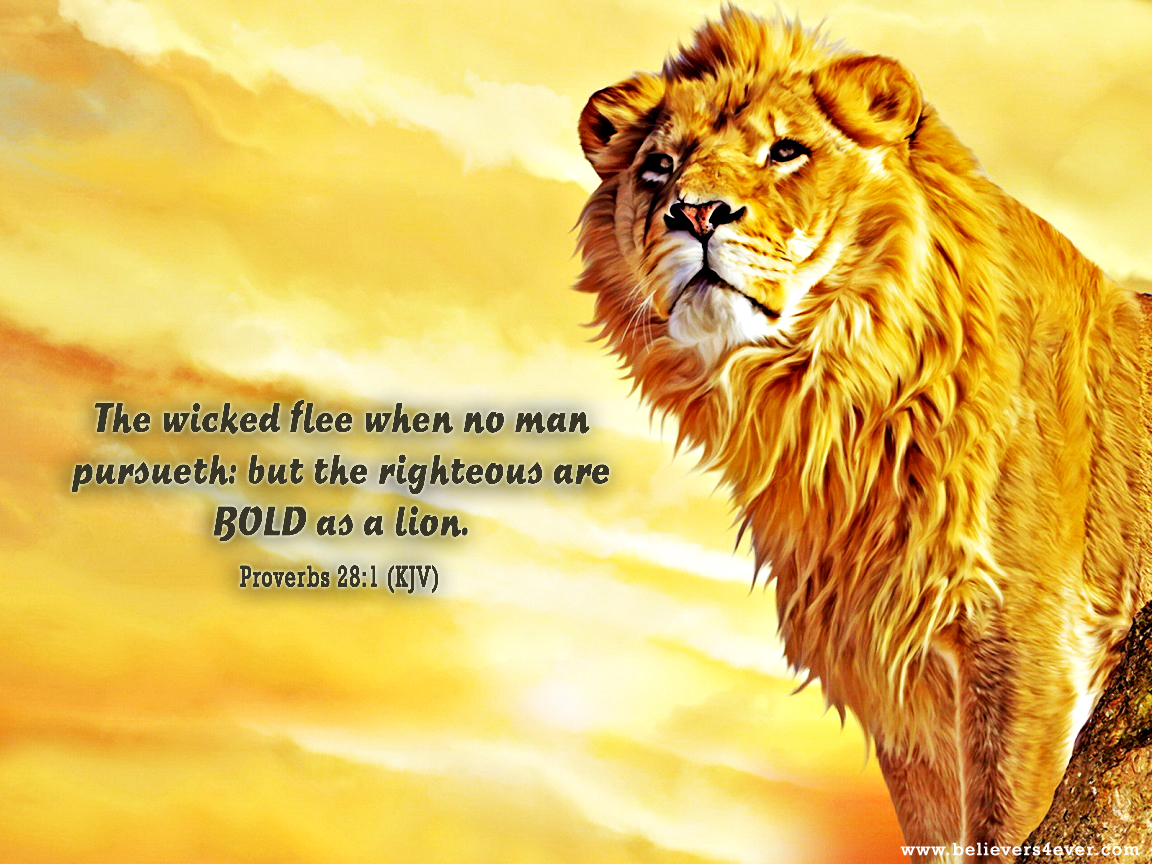 The wicked flee when no man
pursueth: but the righteous are
BOLD as a lion.
Proverbs 28:1 (KJV)
www.believers4ever.com